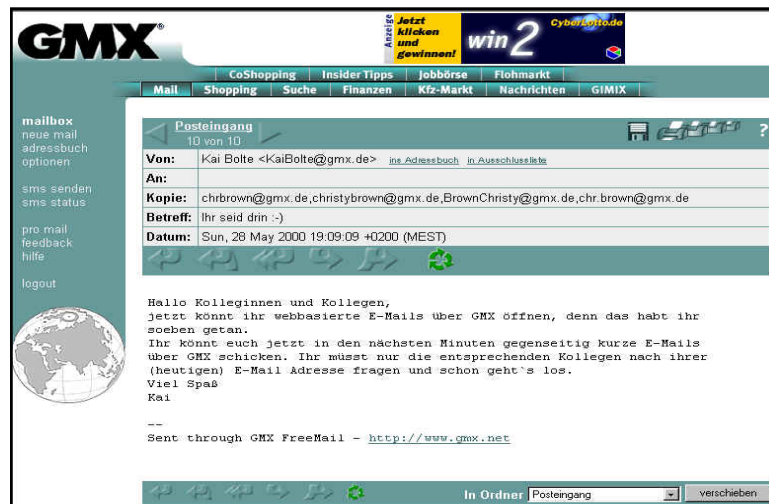 GMX®
Anzeige
Jetzt
klicken
und
gewinnen!
win 2
CyberLotto.de
CoShopping Insider Tipps Jobbörse Flohmarkt
Mail Shopping Suche Finanzen Kfz-Markt Nachrichten GIMIX
mailbox
neue mail
adressbuch
optionen
sms senden
sms status
pro mail
feedback
hilfe
logout
Posteingang
10 von 10
?
Von: Kai Bolte <KaiBolte@gmx.de> ins Adressbuch in Ausschlussliste
An:
Kopie: chrbrown@gmx.de,christybrown@gmx.de,BrownChristy@gmx.de,chr.brown@gmx.de
Betreff: Ihr seid drin :-)
Datum: Sun, 28 May 2000 19:09:09 +0200 (MEST)
Hallo Kolleginnen und Kollegen,
jetzt könnt ihr webbasierte E-Mails über GMX öffnen, denn das habt ihr
soeben getan.
Ihr könnt euch jetzt in den nächsten Minuten gegenseitig kurze E-Mails
über GMX schicken. Ihr müsst nur die entsprechenden Kollegen nach ihrer
(heutigen) E-Mail Adresse fragen und schon geht`s los.
Viel Spaß
Kai
--
Sent through GMX FreeMail - http://www.gmx.net
In Ordner Posteingang verschieben